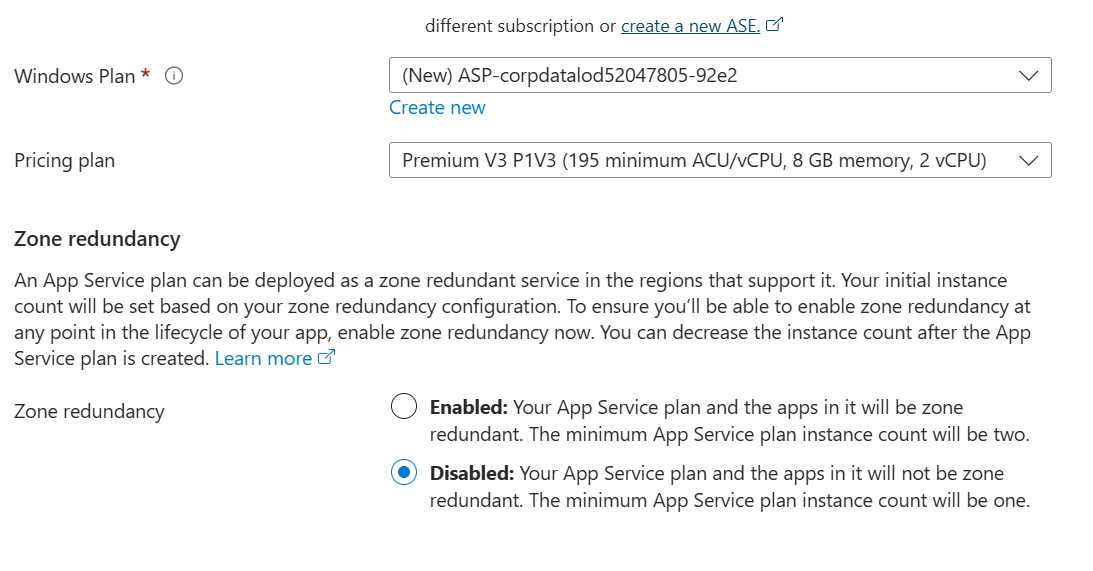 different subscription or create a new ASE.
Windows Plan *
(New) ASP-corpdatalod52047805-92e2
Create new
Pricing plan
Premium V3 P1V3 (195 minimum ACU/vCPU, 8 GB memory, 2 vCPU)
Zone redundancy
An App Service plan can be deployed as a zone redundant service in the regions that support it. Your initial instance
count will be set based on your zone redundancy configuration. To ensure you'll be able to enable zone redundancy at
any point in the lifecycle of your app, enable zone redundancy now. You can decrease the instance count after the App
Service plan is created. Learn more
Zone redundancy
Enabled: Your App Service plan and the apps in it will be zone
redundant. The minimum App Service plan instance count will be two.
Disabled: Your App Service plan and the apps in it will not be zone
redundant. The minimum App Service plan instance count will be one.